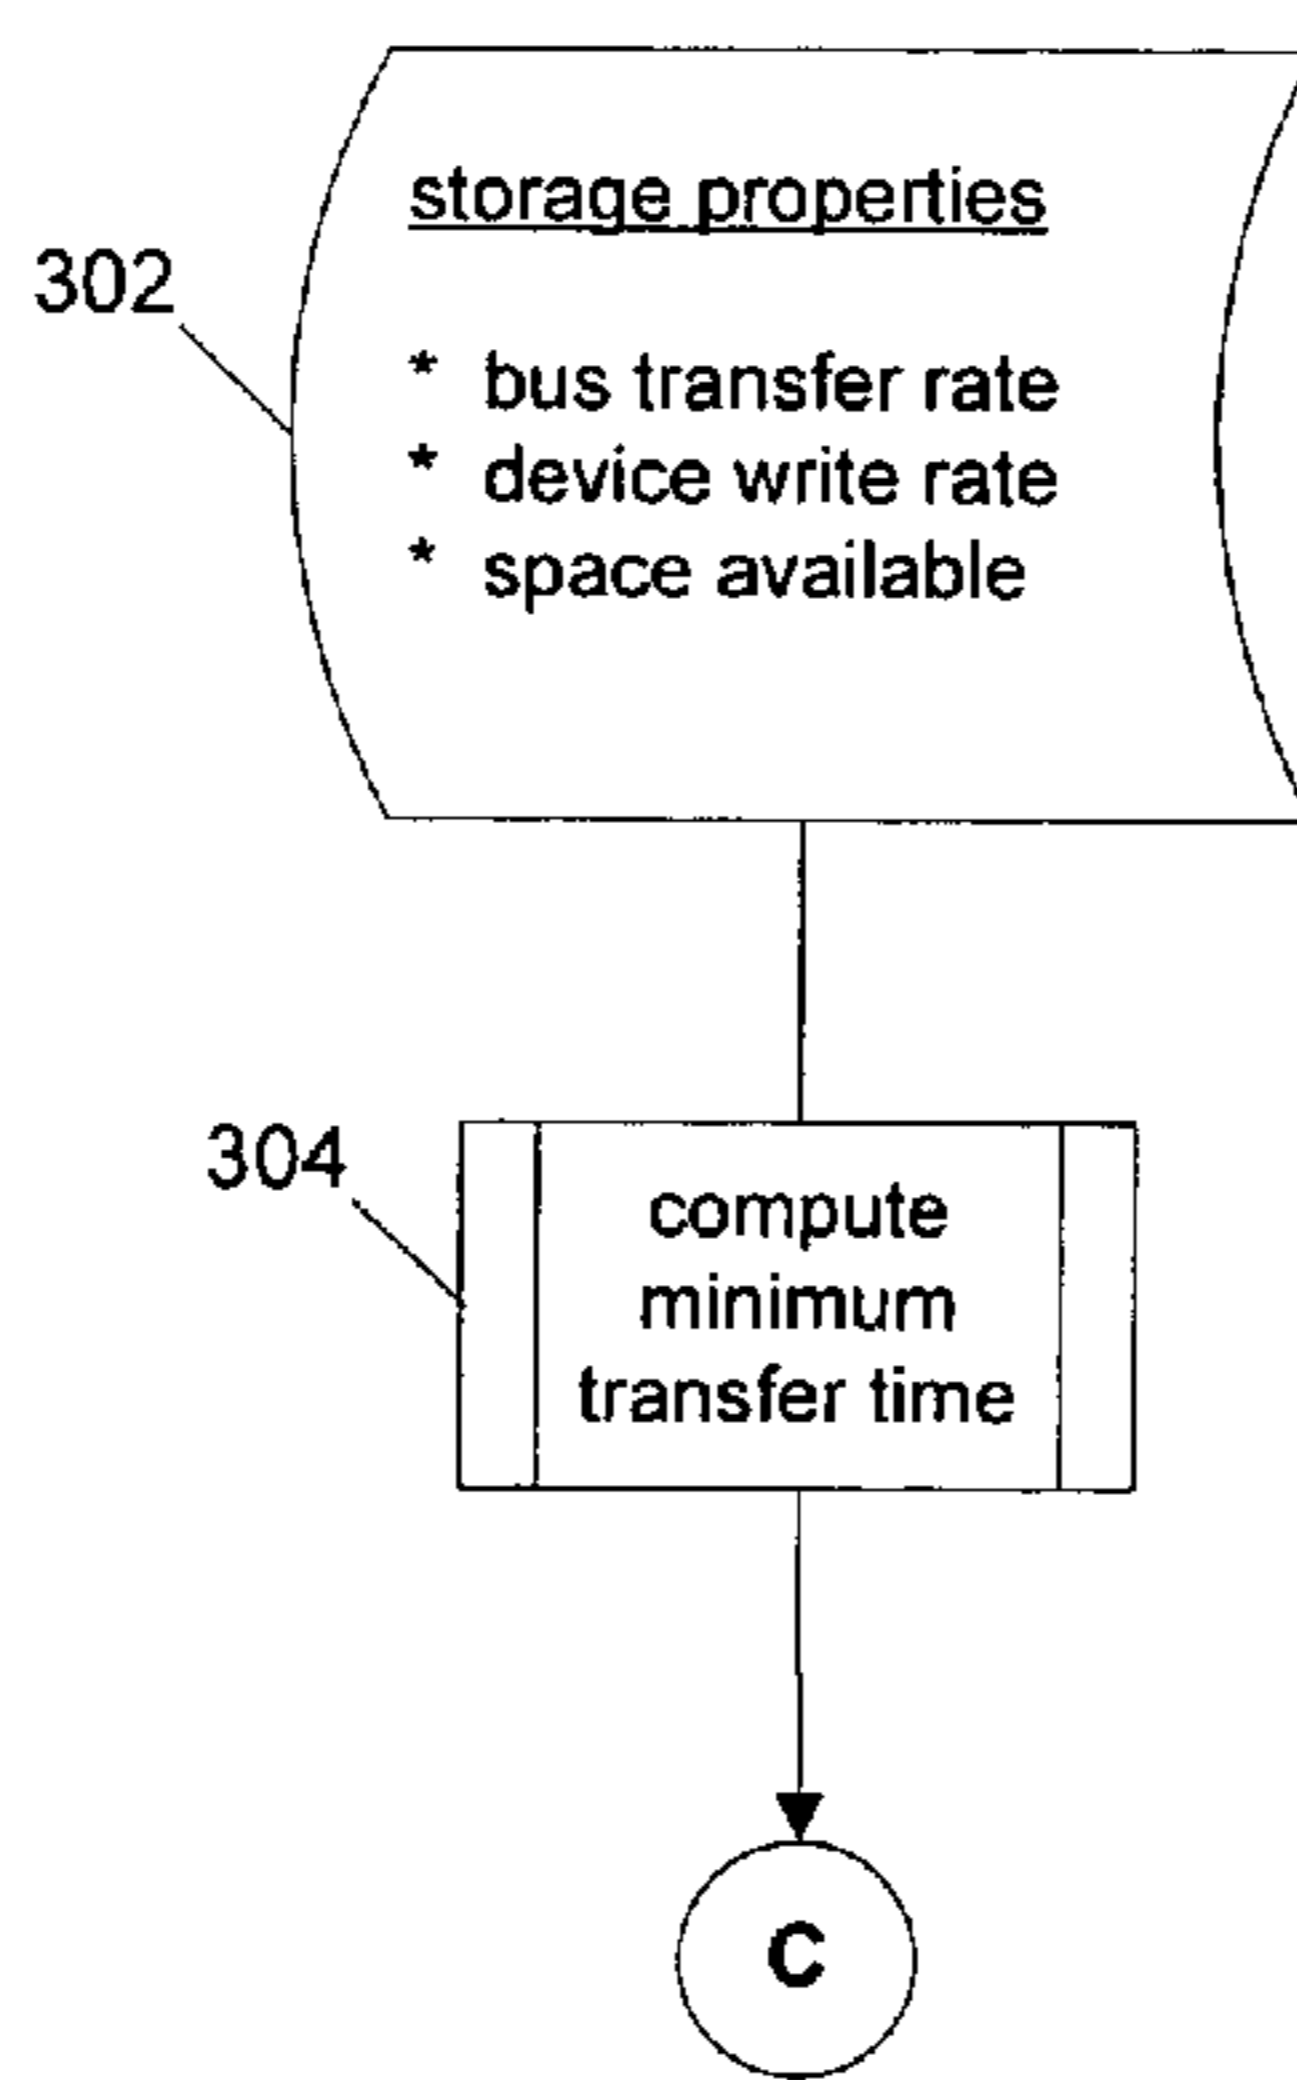 storage properties
302
* bus transfer rate
* device write rate
* space available
304
compute
minimum
transfer time
C